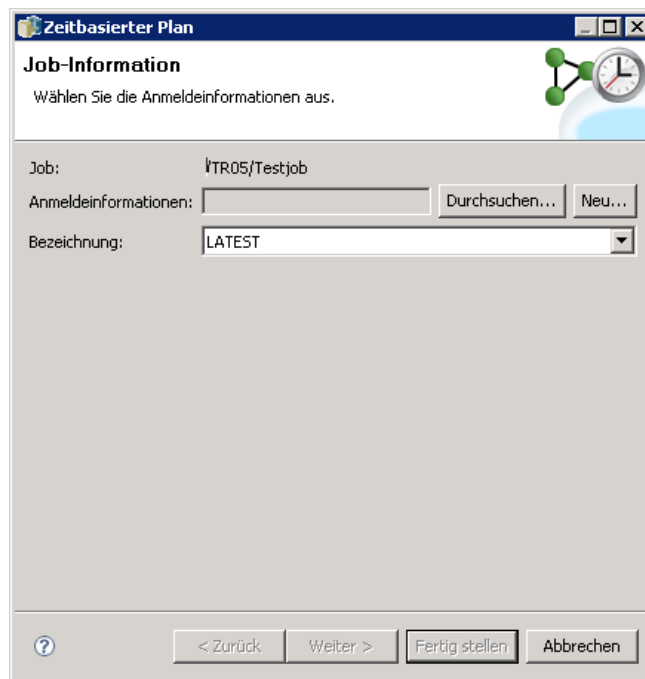 Zeitbasierter Plan
Job-Information
Wählen Sie die Anmeldeinformationen aus.
Job: /TR05/Testjob
Anmeldeinformationen: Durchsuchen... Neu...
Bezeichnung: LATEST
? < Zurück Weiter > Fertig stellen Abbrechen